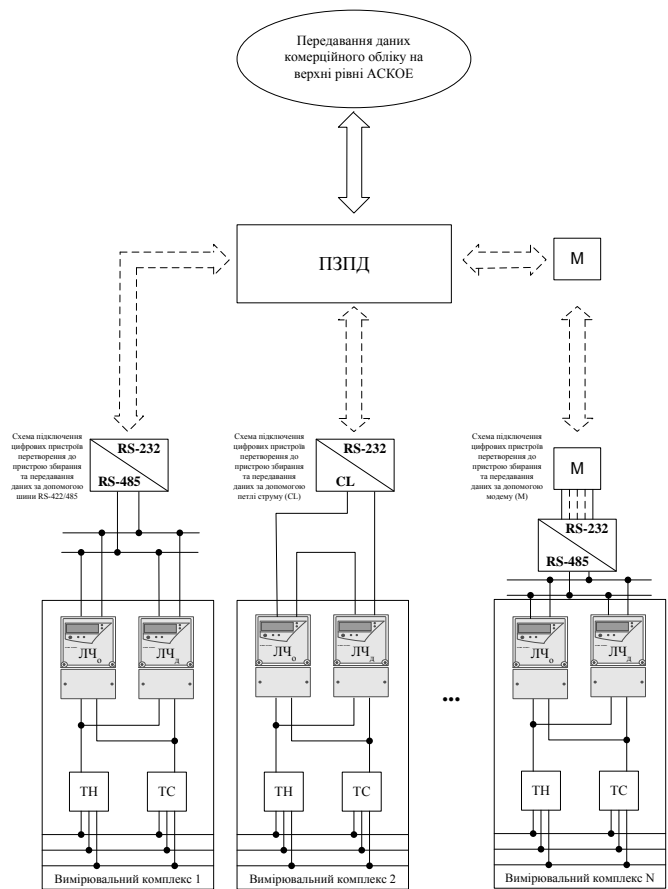 Передавання даних
комерційного обліку на
верхні рівні АСКОЕ
ПЗПД
М
Схема підключення
цифрових пристроїв
перетворення до
пристрою збирання
та передавання
даних за допомогою
шини RS-422/485
RS-232
RS-485
Схема підключення
цифрових пристроїв
перетворення до
пристрою збирання
та передавання
даних за допомогою
петлі струму (CL)
RS-232
CL
Схема підключення
цифрових пристроїв
перетворення до
пристрою збирання
та передавання
даних за допомогою
модему (М)
М
RS-232
RS-485
ЛЧо
ЛЧд
ТН
ТС
Вимірювальний комплекс 1
ЛЧо
ЛЧд
ТН
ТС
Вимірювальний комплекс 2
...
ЛЧо
ЛЧд
ТН
ТС
Вимірювальний комплекс N